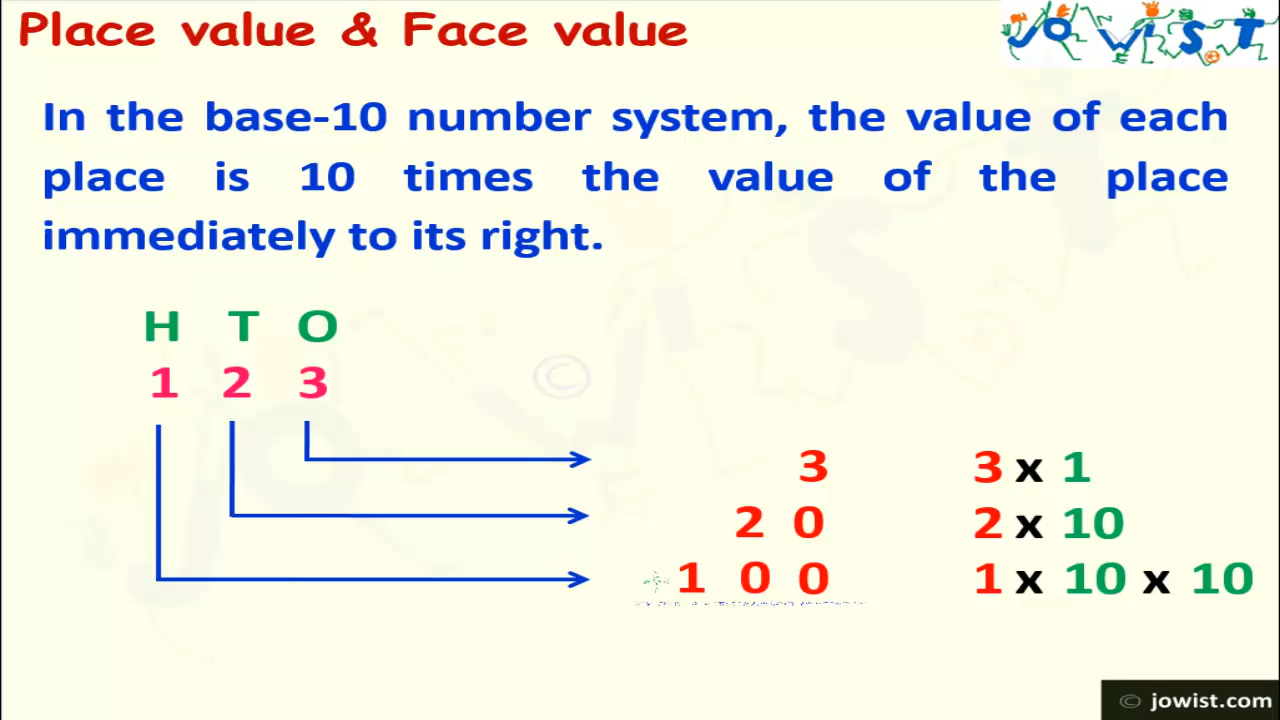 Place value & Face value
JOWIST
In the base-10 number system, the value of each
place is 10 times the value of the place
immediately to its right.
H T O
1 2 3
©
3 3 x 1
2 0 2 x 10
1 0 0 1 x 10 x 10
© jowist.com